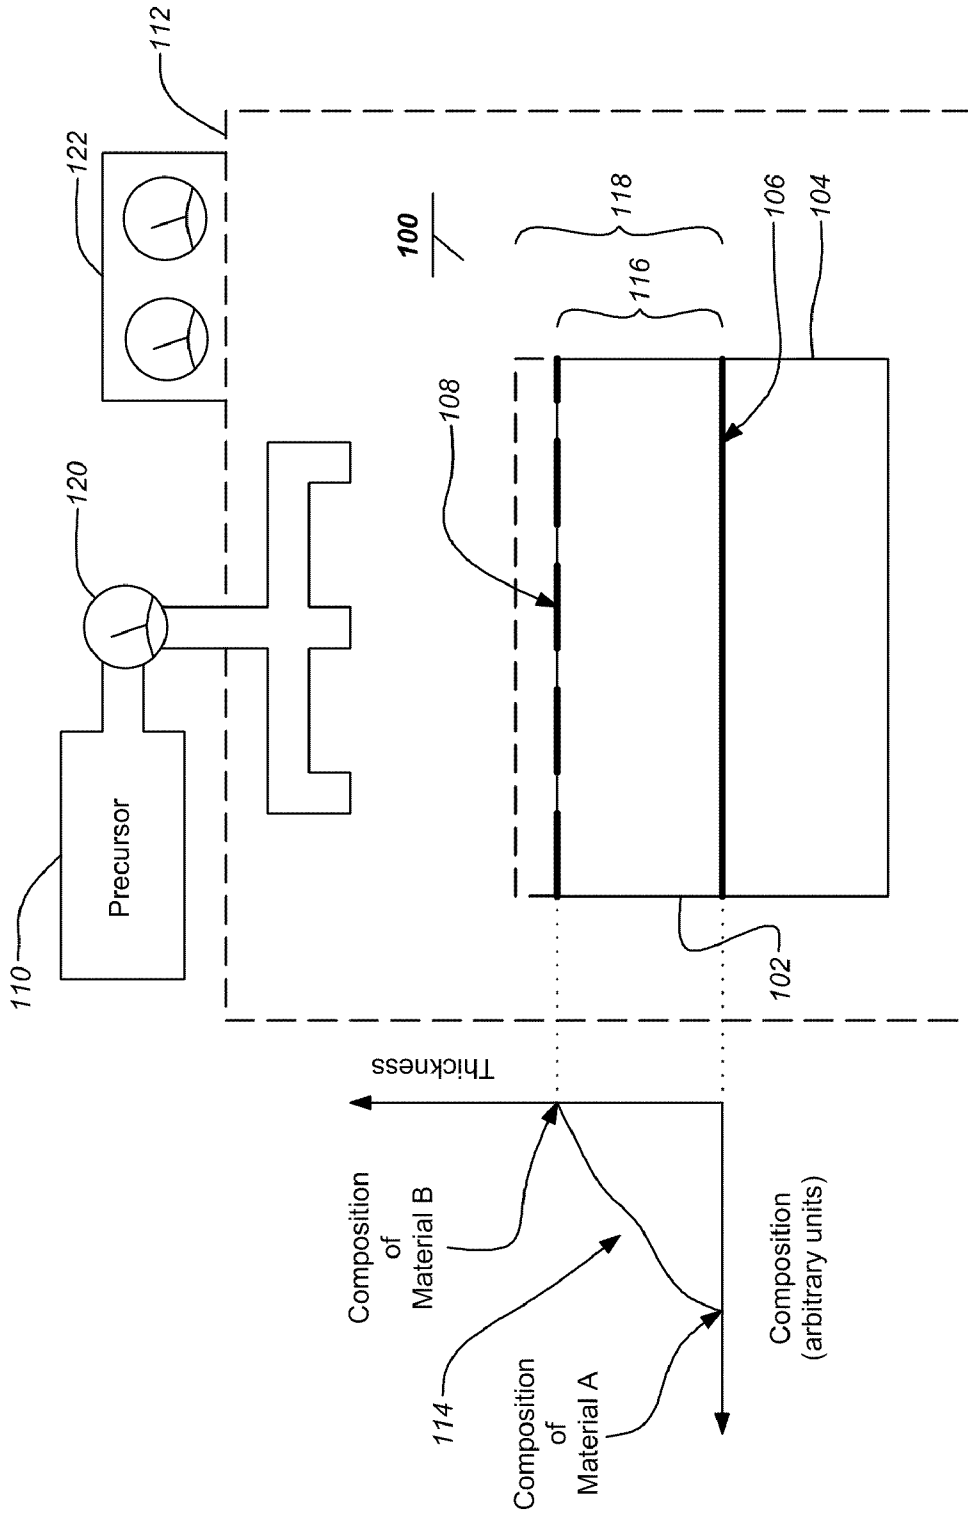 110
Precursor
120
122
112
100
108
116
118
106
104
102
Thickness
Composition
of
Material B
114
Composition
of
Material A
Composition
(arbitrary units)